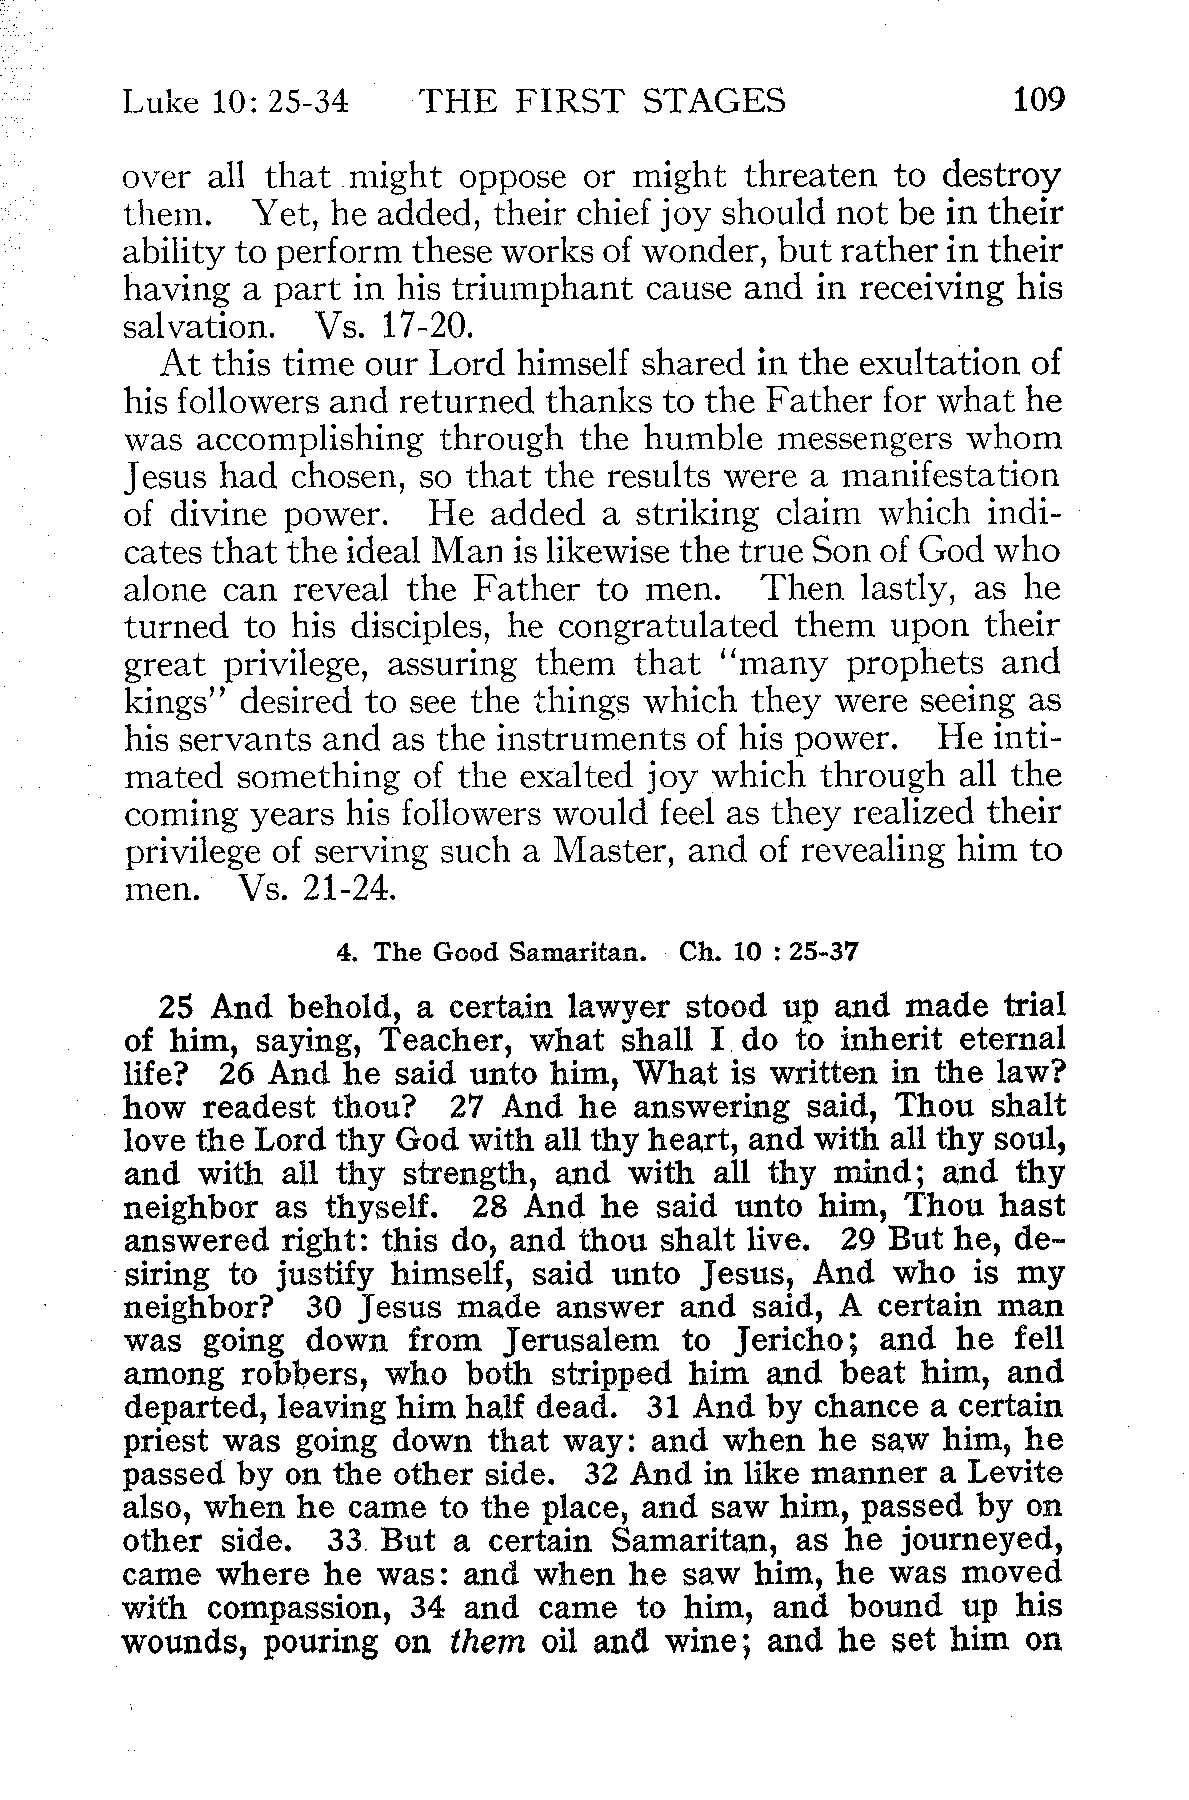 Luke 10: 25-34 THE FIRST STAGES 109
over all that might oppose or might threaten to destroy
them. Yet, he added, their chief joy should not be in their
ability to perform these works of wonder, but rather in their
having a part in his triumphant cause and in receiving his
salvation. Vs. 17-20.
At this time our Lord himself shared in the exultation of
his followers and returned thanks to the Father for what he
was accomplishing through the humble messengers whom
Jesus had chosen, so that the results were a manifestation
of divine power. He added a striking claim which indi-
cates that the ideal Man is likewise the true Son of God who
alone can reveal the Father to men. Then lastly, as he
turned to his disciples, he congratulated them upon their
great privilege, assuring them that "many prophets and
kings" desired to see the things which they were seeing as
his servants and as the instruments of his power. He inti-
mated something of the exalted joy which through all the
coming years his followers would feel as they realized their
privilege of serving such a Master, and of revealing him to
men. Vs. 21-24.
4. The Good Samaritan. Ch. 10 : 25-37
25 And behold, a certain lawyer stood up and made trial
of him, saying, Teacher, what shall I do to inherit eternal
life? 26 And he said unto him, What is written in the law?
how readest thou? 27 And he answering said, Thou shalt
love the Lord thy God with all thy heart, and with all thy soul,
and with all thy strength, and with all thy mind; and thy
neighbor as thyself. 28 And he said unto him, Thou hast
answered right: this do, and thou shalt live. 29 But he, de-
siring to justify himself, said unto Jesus, And who is my
neighbor? 30 Jesus made answer and said, A certain man
was going down from Jerusalem to Jericho; and he fell
among robbers, who both stripped him and beat him, and
departed, leaving him half dead. 31 And by chance a certain
priest was going down that way: and when he saw him, he
passed by on the other side. 32 And in like manner a Levite
also, when he came to the place, and saw him, passed by on
other side. 33 But a certain Samaritan, as he journeyed,
came where he was: and when he saw him, he was moved
with compassion, 34 and came to him, and bound up his
wounds, pouring on them oil and wine; and he set him on